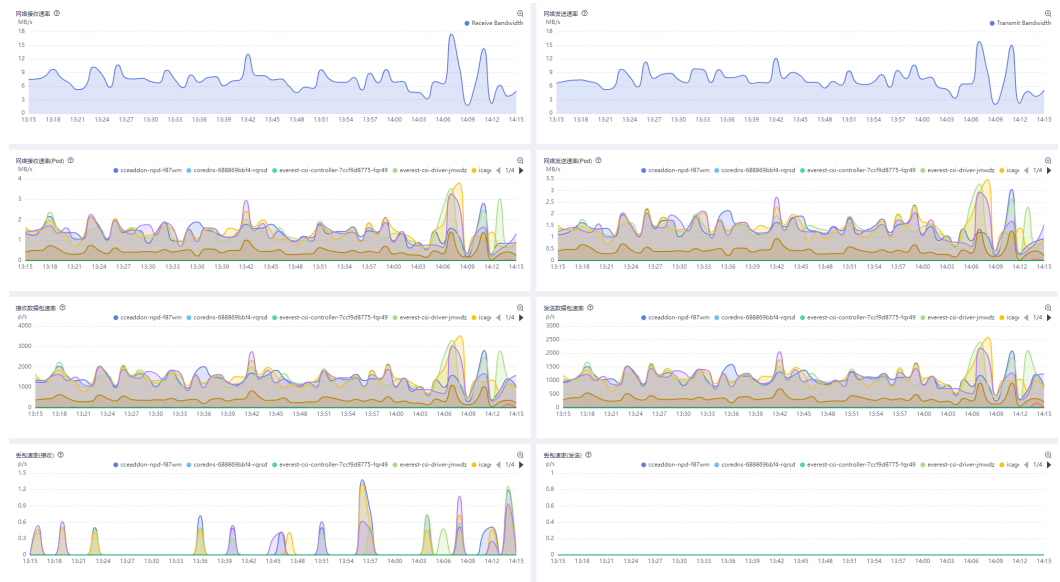 网络接收速率
MB/s
Receive Bandwidth
18
15
12
9
6
3
0
13:15 13:18 13:21 13:24 13:27 13:30 13:33 13:36 13:39 13:42 13:45 13:48 13:51 13:54 13:57 14:00 14:03 14:06 14:09 14:12 14:15
网络发送速率
MB/s
Transmit Bandwidth
18
15
12
9
6
3
0
13:15 13:18 13:21 13:24 13:27 13:30 13:33 13:36 13:39 13:42 13:45 13:48 13:51 13:54 13:57 14:00 14:03 14:06 14:09 14:12 14:15
网络接收速率(Pod)
MB/s
cceaddon-npd-f87wm coredns-688869bbf4-rqrsd everest-csi-controller-7ccf9d8775-fqr49 everest-csi-driver-jmwdz icag 1/4
4
3
2
1
0
13:15 13:18 13:21 13:24 13:27 13:30 13:33 13:36 13:39 13:42 13:45 13:48 13:51 13:54 13:57 14:00 14:03 14:06 14:09 14:12 14:15
网络发送速率(Pod)
MB/s
cceaddon-npd-f87wm coredns-688869bbf4-rqrsd everest-csi-controller-7ccf9d8775-fqr49 everest-csi-driver-jmwdz icag 1/4
3.5
3
2.5
2
1.5
1
0.5
0
13:15 13:18 13:21 13:24 13:27 13:30 13:33 13:36 13:39 13:42 13:45 13:48 13:51 13:54 13:57 14:00 14:03 14:06 14:09 14:12 14:15
接收数据包速率
p/s
cceaddon-npd-f87wm coredns-688869bbf4-rqrsd everest-csi-controller-7ccf9d8775-fqr49 everest-csi-driver-jmwdz icag 1/4
4000
3000
2000
1000
0
13:15 13:18 13:21 13:24 13:27 13:30 13:33 13:36 13:39 13:42 13:45 13:48 13:51 13:54 13:57 14:00 14:03 14:06 14:09 14:12 14:15
发送数据包速率
p/s
cceaddon-npd-f87wm coredns-688869bbf4-rqrsd everest-csi-controller-7ccf9d8775-fqr49 everest-csi-driver-jmwdz icag 1/4
3000
2500
2000
1500
1000
500
0
13:15 13:18 13:21 13:24 13:27 13:30 13:33 13:36 13:39 13:42 13:45 13:48 13:51 13:54 13:57 14:00 14:03 14:06 14:09 14:12 14:15
丢包速率(接收)
p/s
cceaddon-npd-f87wm coredns-688869bbf4-rqrsd everest-csi-controller-7ccf9d8775-fqr49 everest-csi-driver-jmwdz icag 1/4
1.5
1.2
0.9
0.6
0.3
0
13:15 13:18 13:21 13:24 13:27 13:30 13:33 13:36 13:39 13:42 13:45 13:48 13:51 13:54 13:57 14:00 14:03 14:06 14:09 14:12 14:15
丢包速率(发送)
p/s
cceaddon-npd-f87wm coredns-688869bbf4-rqrsd everest-csi-controller-7ccf9d8775-fqr49 everest-csi-driver-jmwdz icag 1/4
1
0.8
0.6
0.4
0.2
0
13:15 13:18 13:21 13:24 13:27 13:30 13:33 13:36 13:39 13:42 13:45 13:48 13:51 13:54 13:57 14:00 14:03 14:06 14:09 14:12 14:15